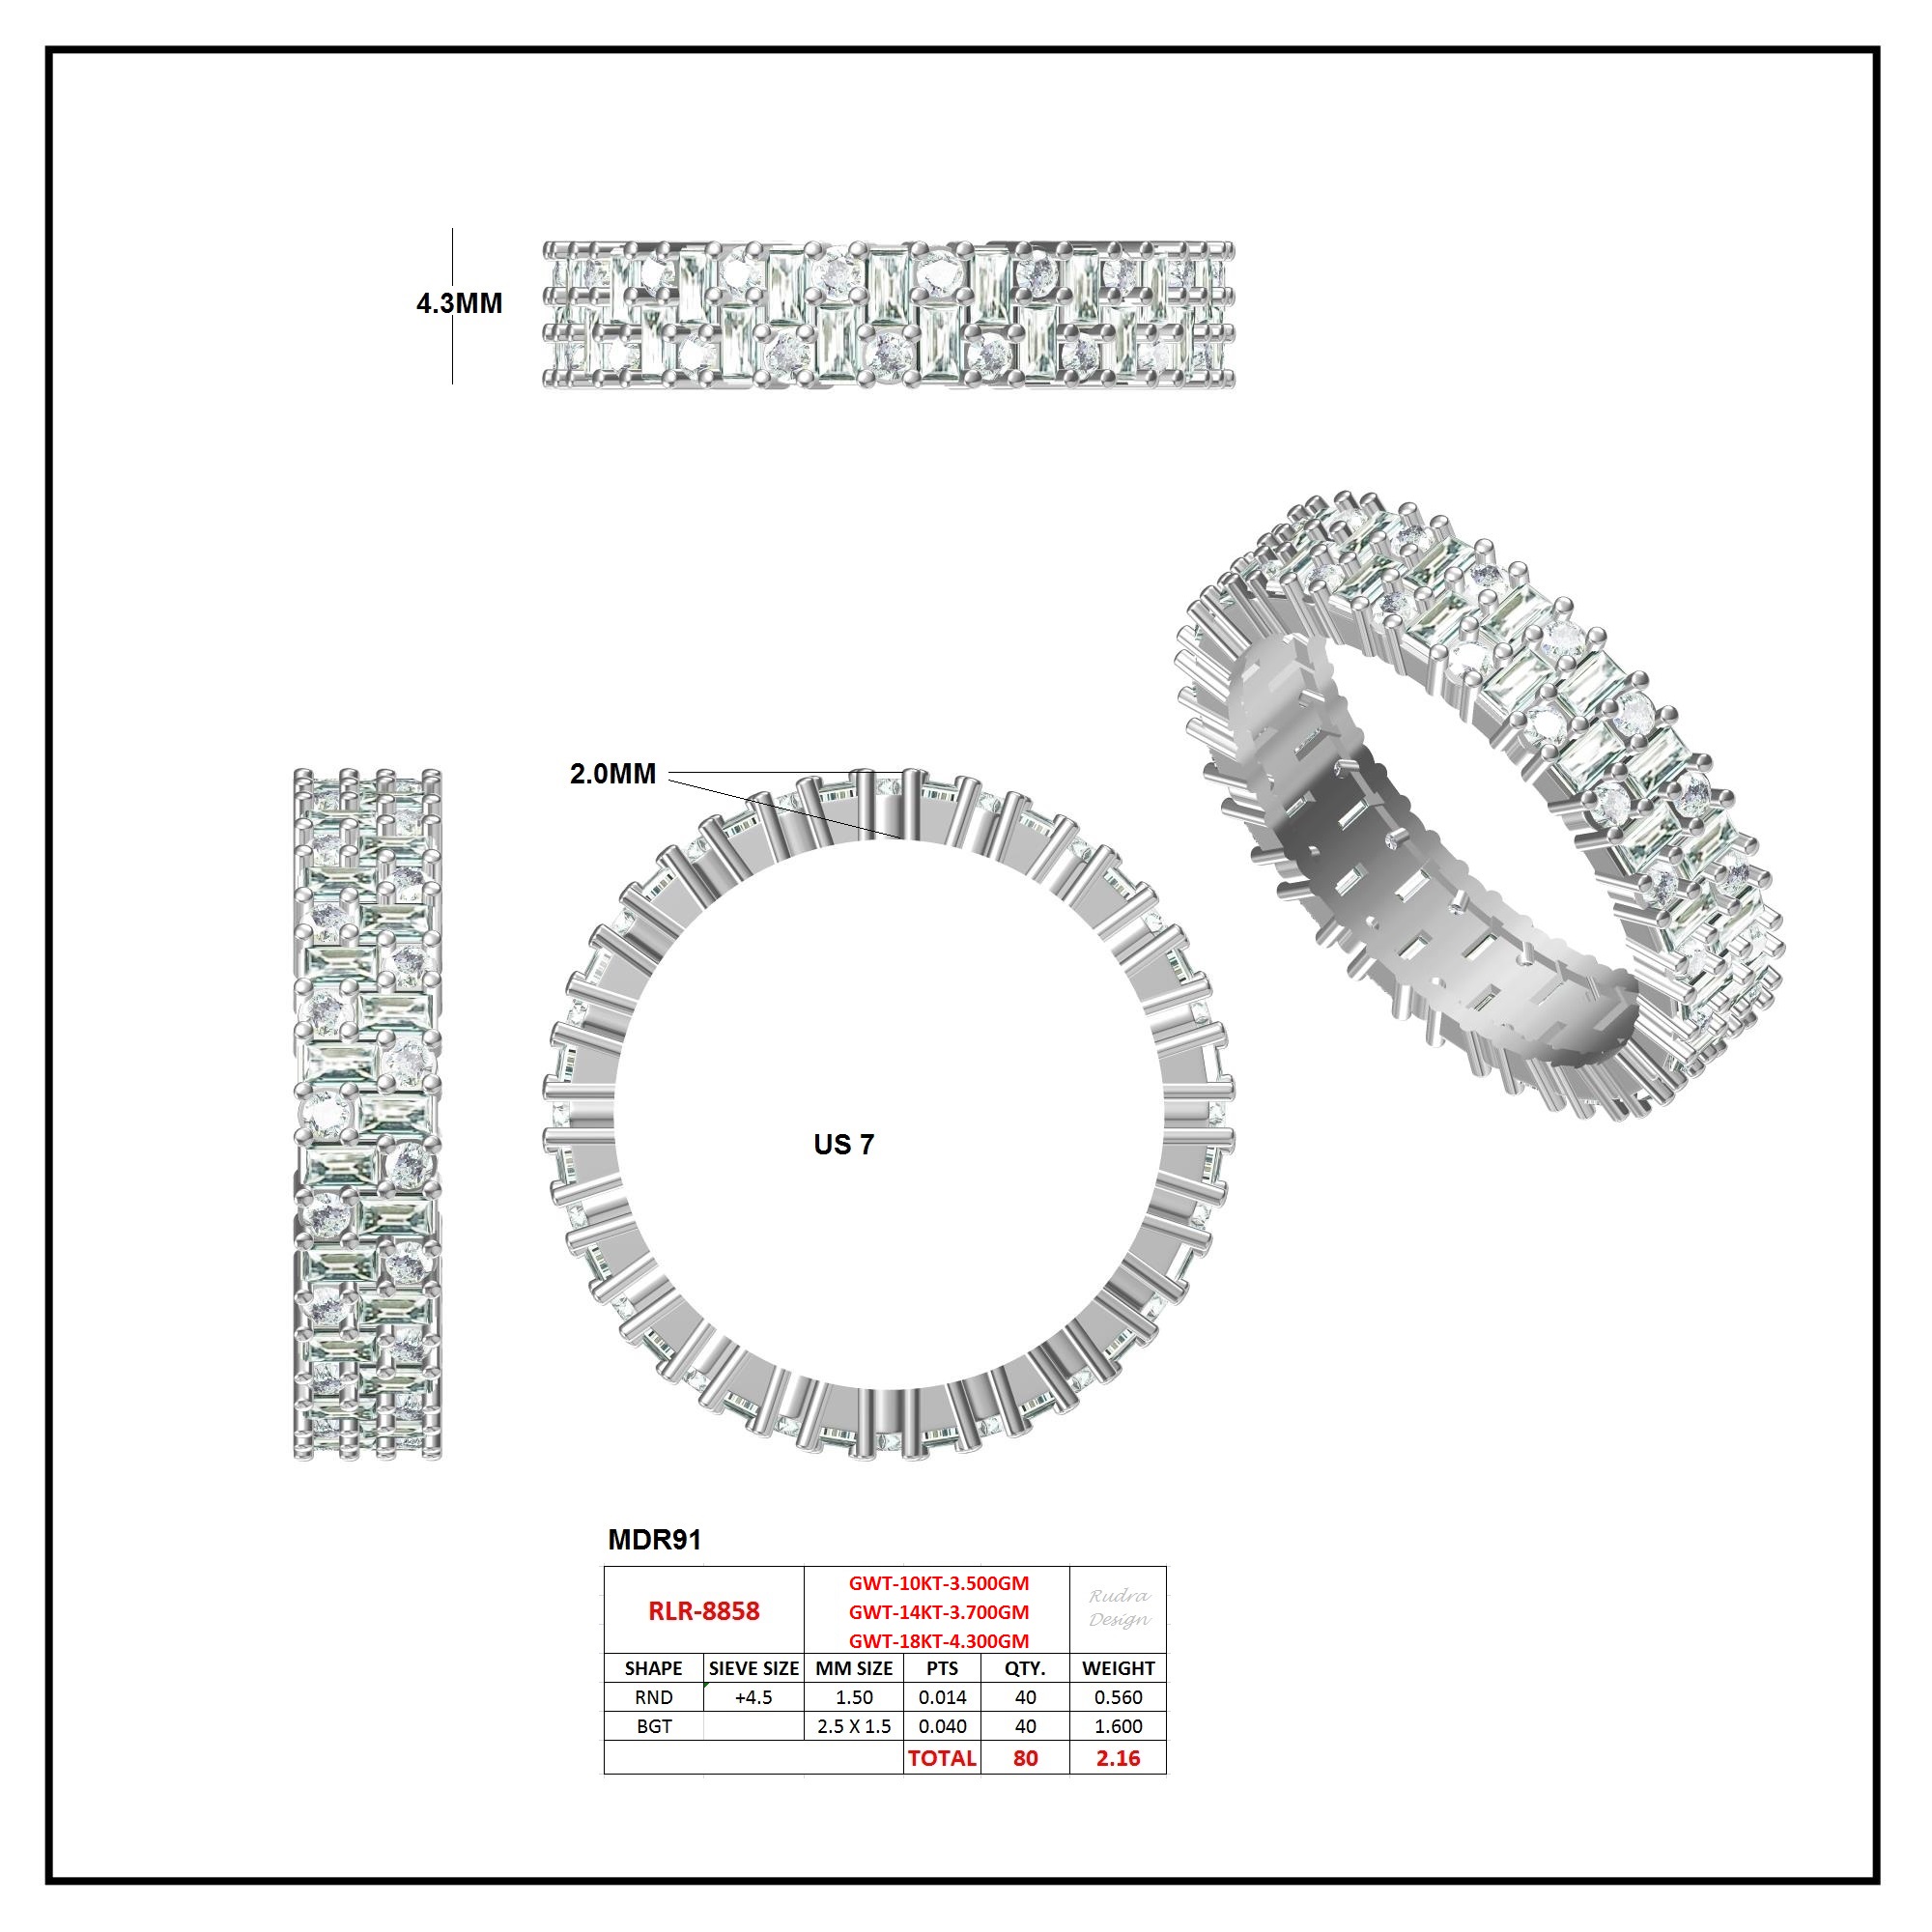 4.3MM
2.0MM
US 7
MDR91
RLR-8858
GWT-10KT-3.500GM
GWT-14KT-3.700GM
GWT-18KT-4.300GM
Rudra
Design
SHAPE SIEVE SIZE MM SIZE PTS QTY. WEIGHT
RND +4.5 1.50 0.014 40 0.560
BGT 2.5 X 1.5 0.040 40 1.600
TOTAL 80 2.16